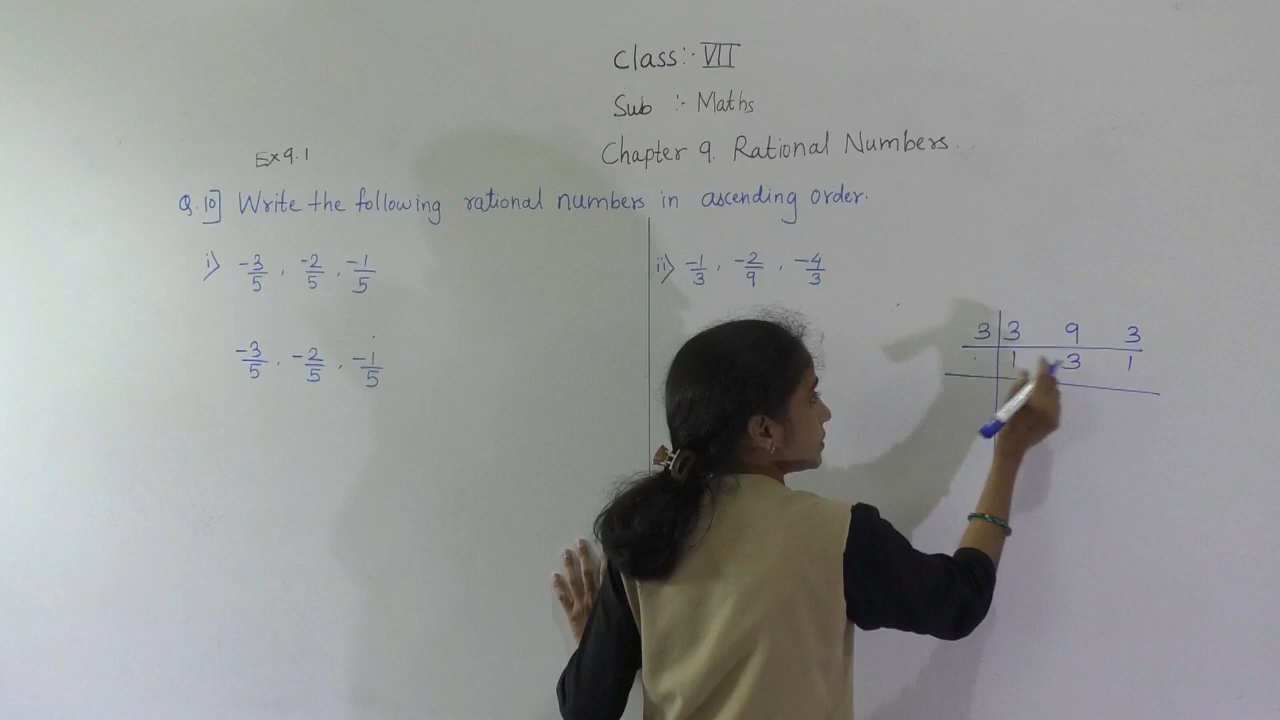 Class:- VII
Sub :- Maths
Chapter 9. Rational Numbers.
Ex 9.1
Q.10] Write the following rational numbers in ascending order.
i) -3/5, -2/5, -1/5
ii) -1/3, -2/9, -4/3
3 | 3 9 3
1 3 1
-3/5, -2/5, -1/5